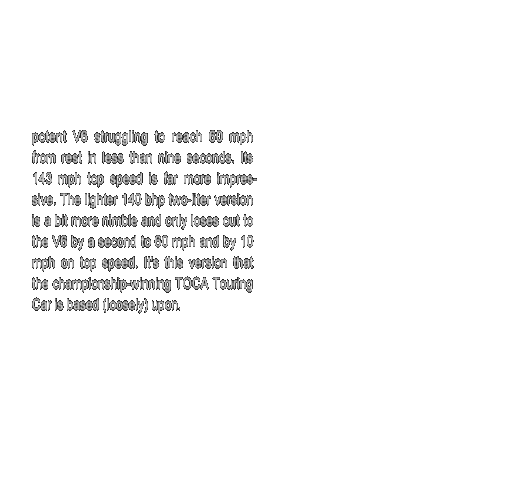 potent V6 struggling to reach 60 mph
from rest in less than nine seconds. Its
149 mph top speed is far more impres-
sive. The lighter 140 bhp two-liter version
is a bit more nimble and only loses out to
the V6 by a second to 60 mph and by 10
mph on top speed. It's this version that
the championship-winning TOCA Touring
Car is based (loosely) upon.